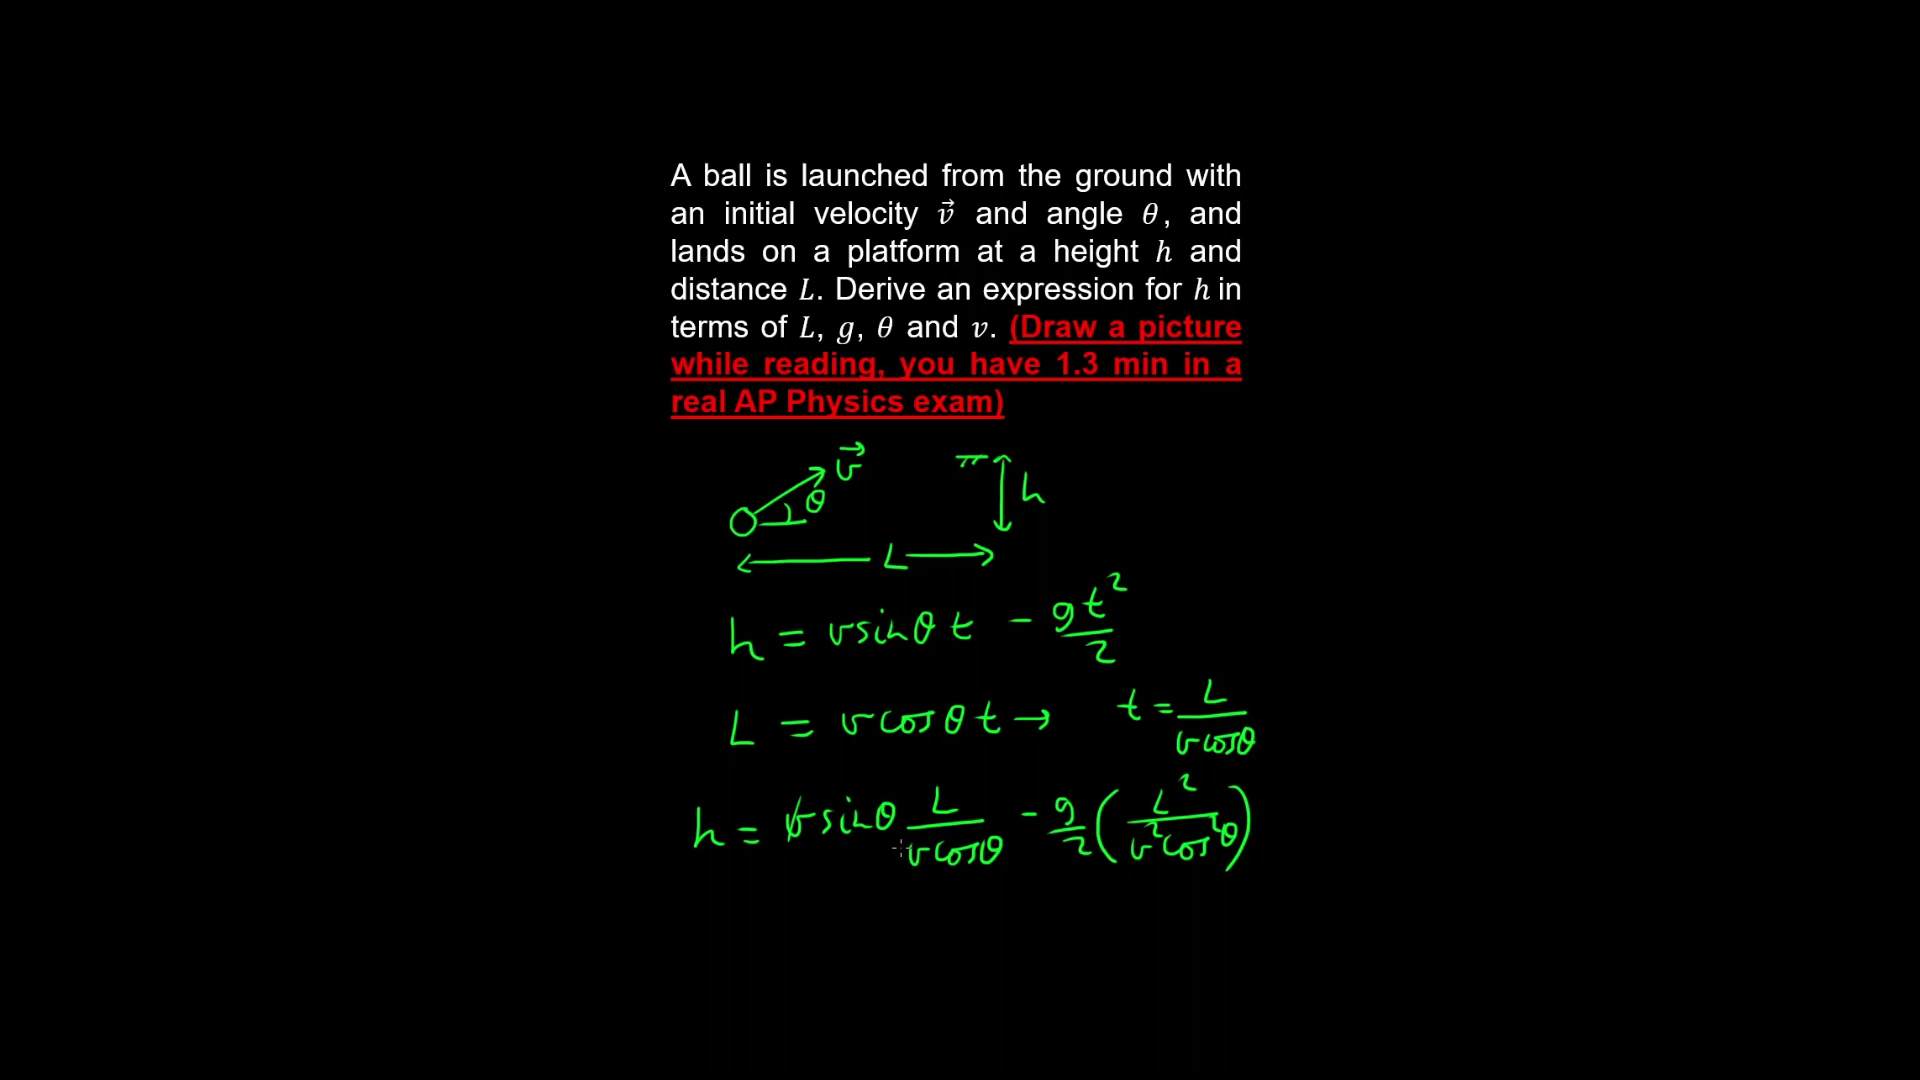 A ball is launched from the ground with
an initial velocity v⃗ and angle θ, and
lands on a platform at a height h and
distance L. Derive an expression for h in
terms of L, g, θ and v. (Draw a picture
while reading, you have 1.3 min in a
real AP Physics exam)
v⃗
θ
h
L
h = v sinθ t - gt²/2
L = v cosθ t → t = L/(v cosθ)
h = v sinθ L/(v cosθ) - g/2 (L²/(v² cos²θ))